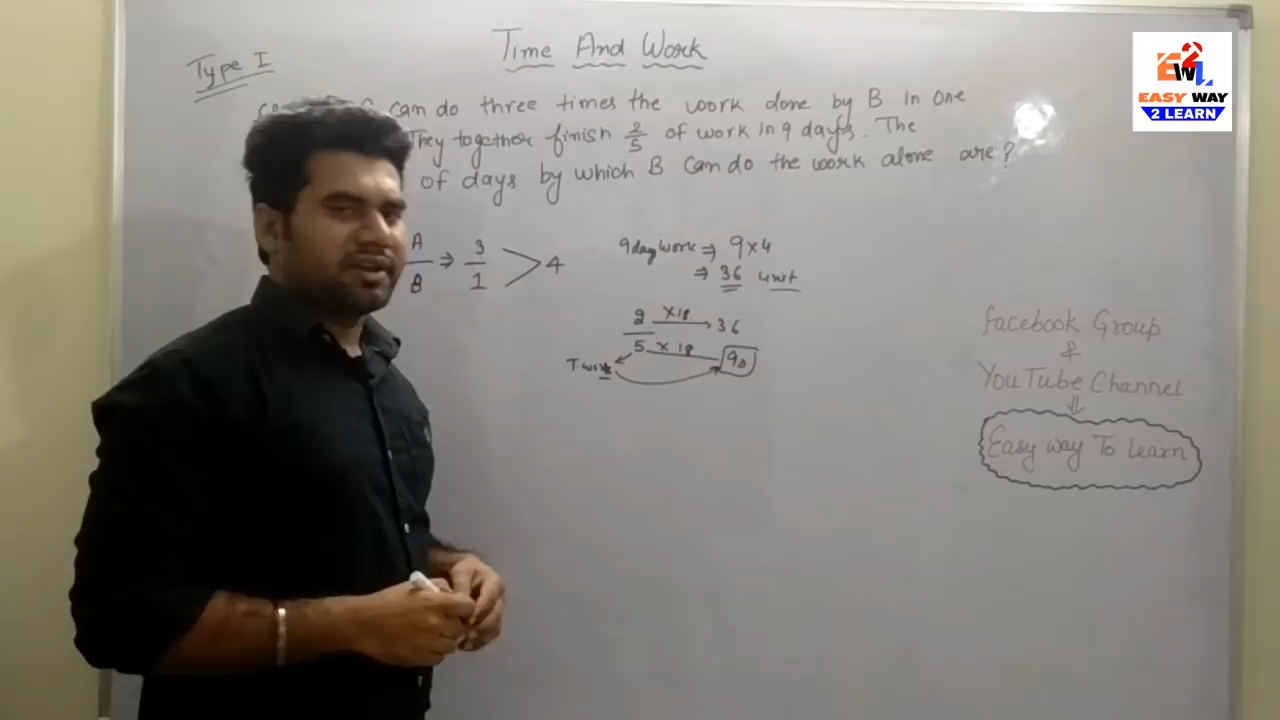 Time And Work
Type I
can do three times the work done by B in one
They together finish 2/5 of work in 9 days. The
of days by which B can do the work alone are?
A/B ⇒ 3/1 > 4
9 day work ⇒ 9×4
⇒ 36 unit
2 ×18 → 36
5 ×18 90
T. work
facebook Group
&
YouTube Channel
⇓
Easy way To Learn
E2L
W
EASY WAY
2 LEARN